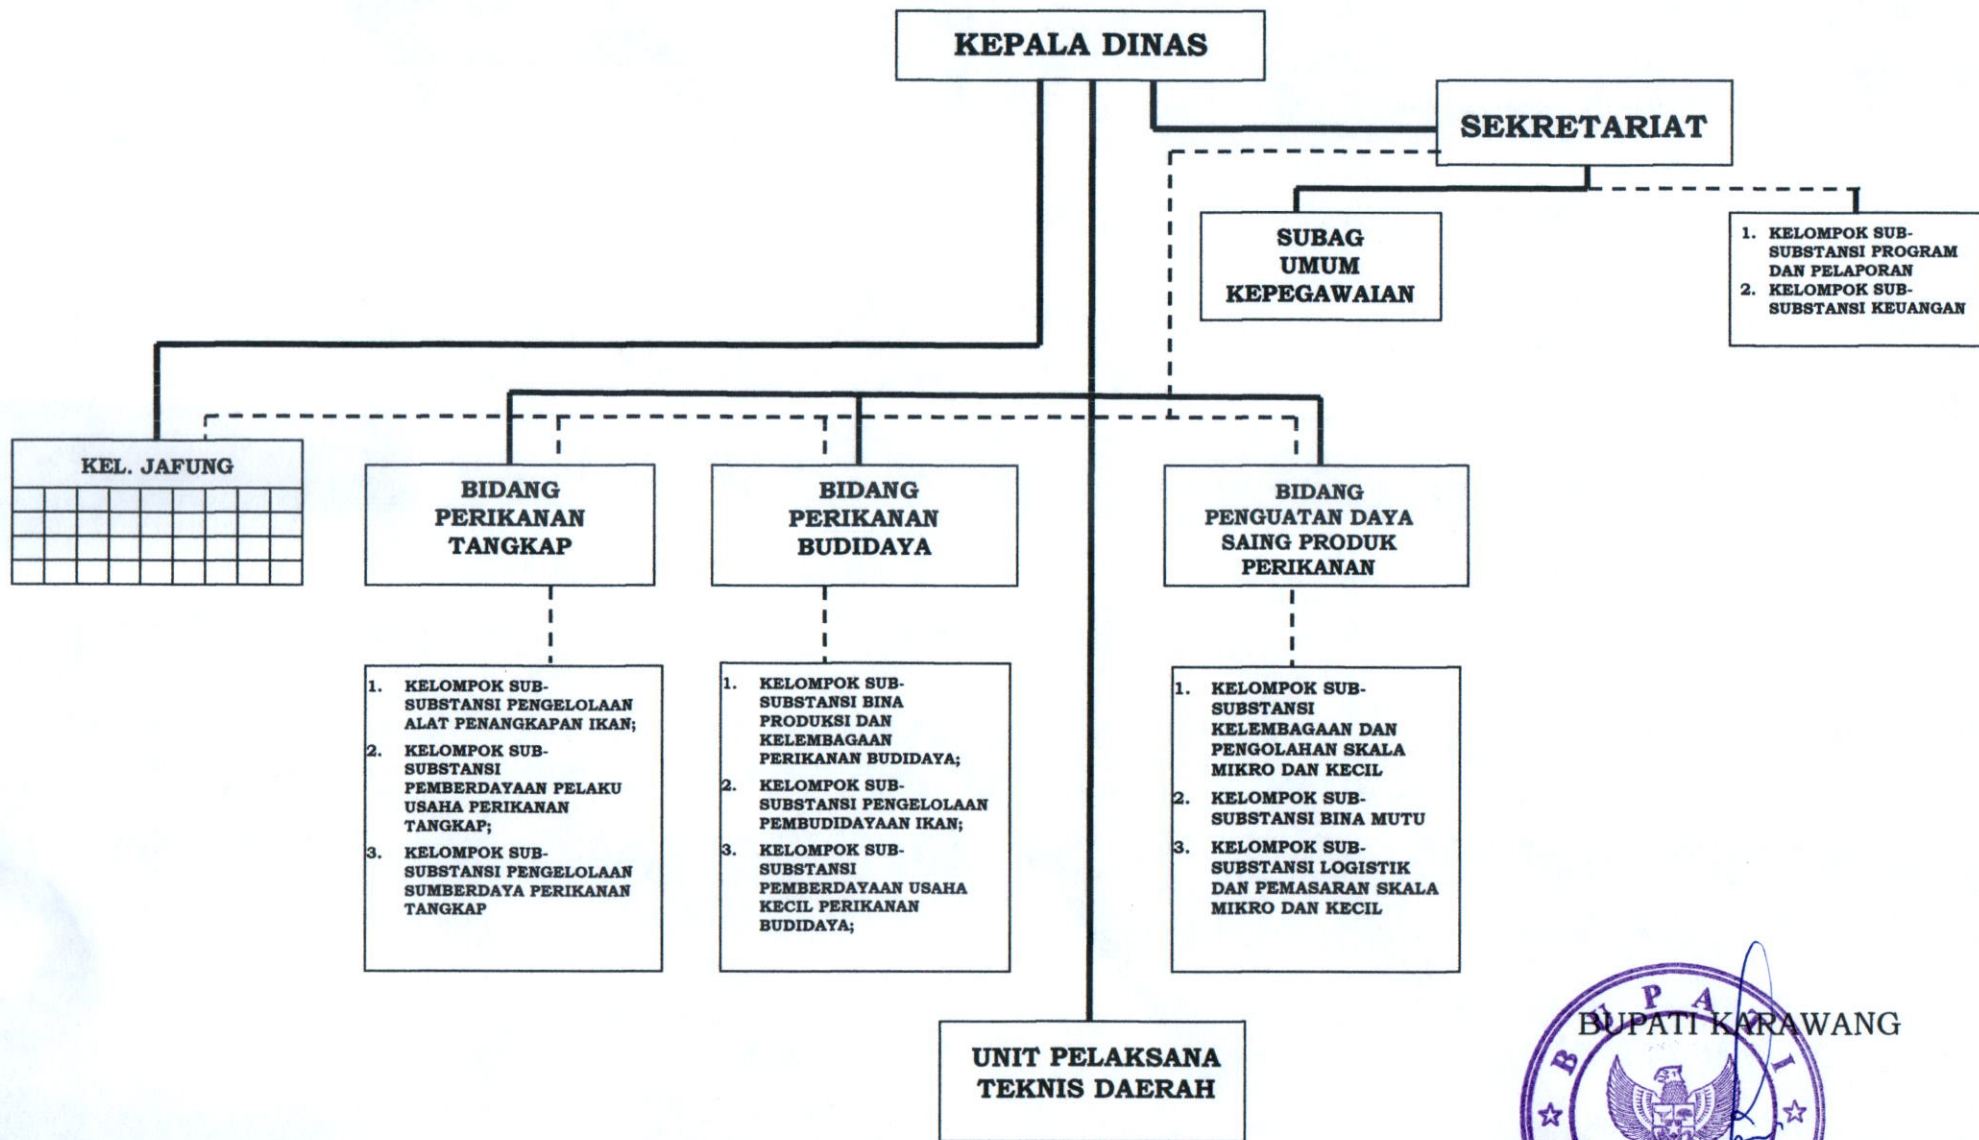 KEPALA DINAS
SEKRETARIAT
SUBAG
UMUM
KEPEGAWAIAN
1. KELOMPOK SUB-
SUBSTANSI PROGRAM
DAN PELAPORAN
2. KELOMPOK SUB-
SUBSTANSI KEUANGAN
KEL. JAFUNG
BIDANG
PERIKANAN
TANGKAP
BIDANG
PERIKANAN
BUDIDAYA
BIDANG
PENGUATAN DAYA
SAING PRODUK
PERIKANAN
1. KELOMPOK SUB-
SUBSTANSI PENGELOLAAN
ALAT PENANGKAPAN IKAN;
2. KELOMPOK SUB-
SUBSTANSI
PEMBERDAYAAN PELAKU
USAHA PERIKANAN
TANGKAP;
3. KELOMPOK SUB-
SUBSTANSI PENGELOLAAN
SUMBERDAYA PERIKANAN
TANGKAP
1. KELOMPOK SUB-
SUBSTANSI BINA
PRODUKSI DAN
KELEMBAGAAN
PERIKANAN BUDIDAYA;
2. KELOMPOK SUB-
SUBSTANSI PENGELOLAAN
PEMBUDIDAYAAN IKAN;
3. KELOMPOK SUB-
SUBSTANSI
PEMBERDAYAAN USAHA
KECIL PERIKANAN
BUDIDAYA;
1. KELOMPOK SUB-
SUBSTANSI
KELEMBAGAAN DAN
PENGOLAHAN SKALA
MIKRO DAN KECIL
2. KELOMPOK SUB-
SUBSTANSI BINA MUTU
3. KELOMPOK SUB-
SUBSTANSI LOGISTIK
DAN PEMASARAN SKALA
MIKRO DAN KECIL
UNIT PELAKSANA
TEKNIS DAERAH
BUPATI KARAWANG
BUPATI